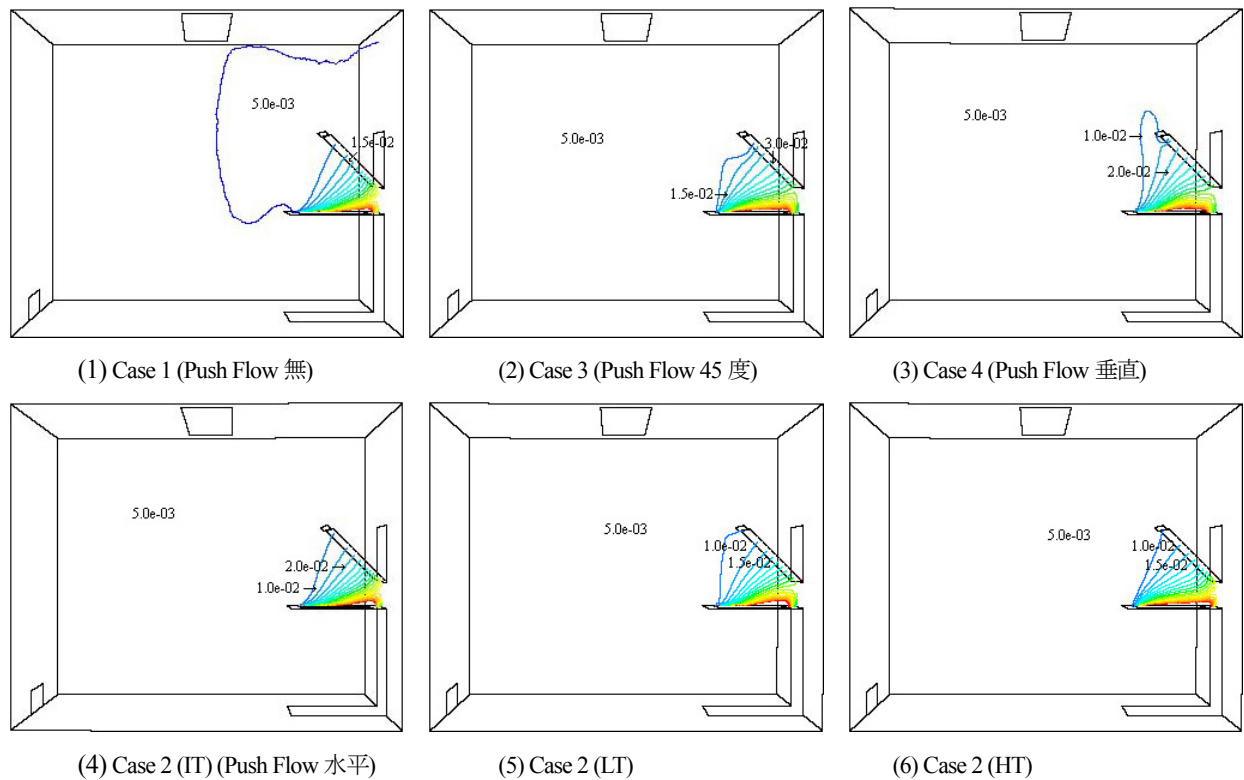 5.0e-03
1.5e-02
5.0e-03
3.0e-02
1.5e-02
5.0e-03
1.0e-02
2.0e-02
(1) Case 1 (Push Flow 無)
(2) Case 3 (Push Flow 45 度)
(3) Case 4 (Push Flow 垂直)
5.0e-03
2.0e-02
1.0e-02
5.0e-03
1.0e-02
1.5e-02
5.0e-03
1.0e-02
1.5e-02
(4) Case 2 (IT) (Push Flow 水平)
(5) Case 2 (LT)
(6) Case 2 (HT)